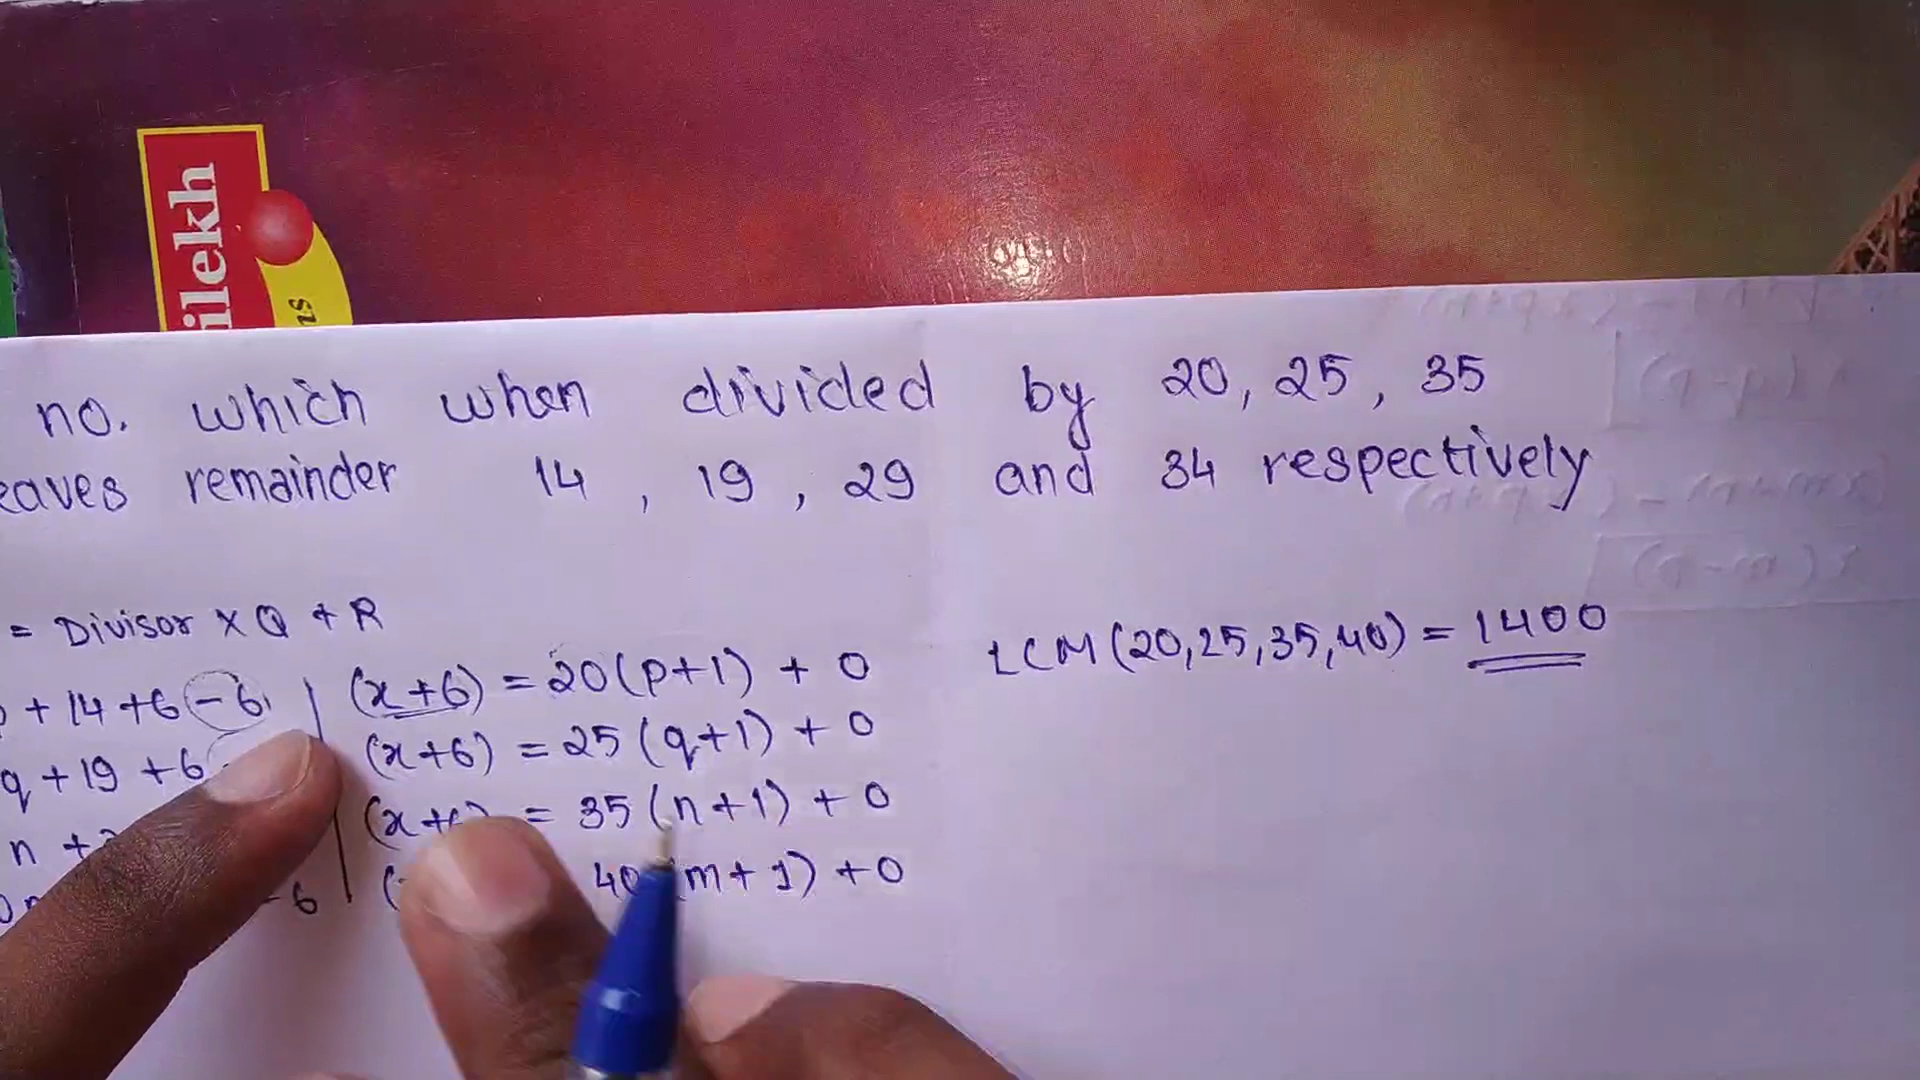 ilekh
no. which when divided by 20, 25, 35
eaves remainder 14, 19, 29 and 34 respectively
= Divisor × Q + R
+ 14 + 6 - 6 (x+6) = 20(p+1) + 0 LCM(20,25,35,40) = 1400
q + 19 + 6 (x+6) = 25(q+1) + 0
n + (x+ = 35(n+1) + 0
- 6 ( 40 (m+1) + 0